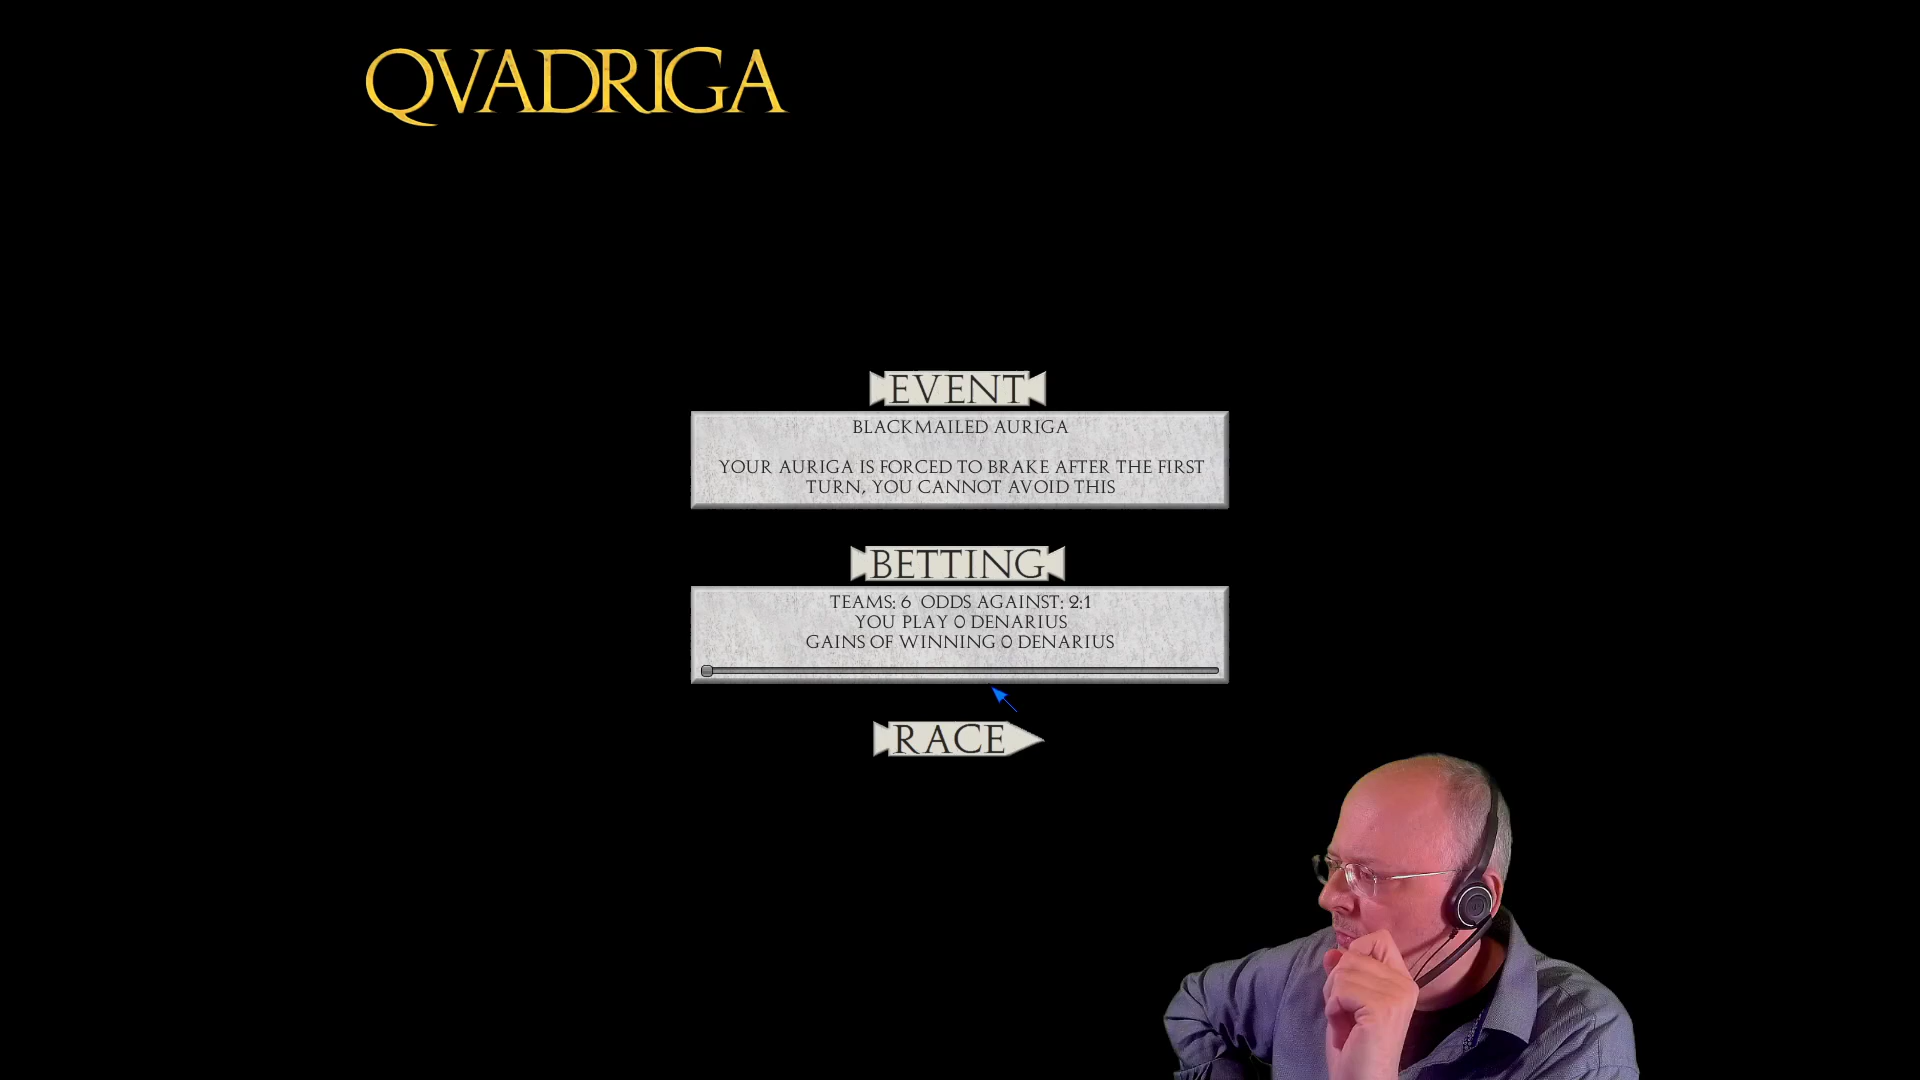 QVADRIGA
EVENT
BLACKMAILED AURIGA
YOUR AURIGA IS FORCED TO BRAKE AFTER THE FIRST
TURN, YOU CANNOT AVOID THIS
BETTING
TEAMS: 6 ODDS AGAINST: 2:1
YOU PLAY 0 DENARIUS
GAINS OF WINNING 0 DENARIUS
RACE